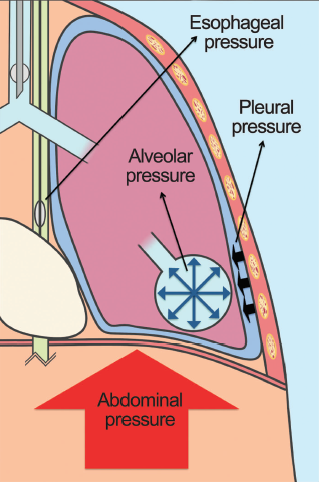 Esophageal
pressure
Pleural
pressure
Alveolar
pressure
Abdominal
pressure